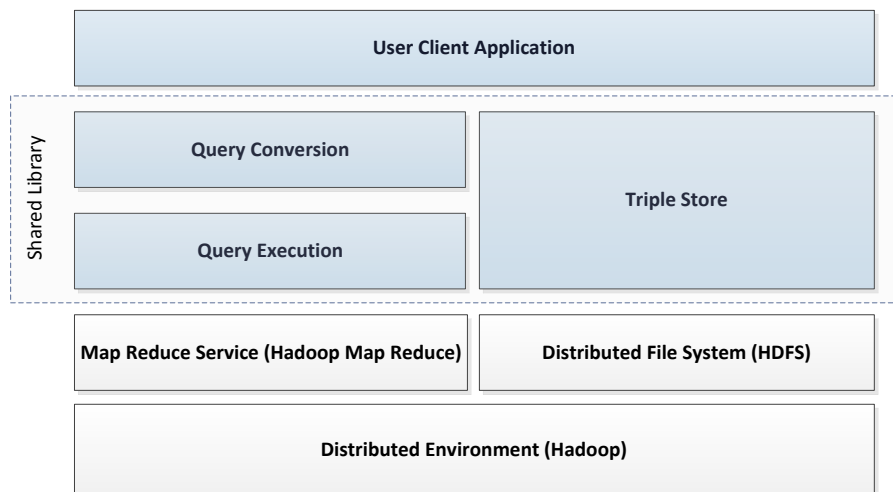 User Client Application
Shared Library
Query Conversion
Triple Store
Query Execution
Map Reduce Service (Hadoop Map Reduce)
Distributed File System (HDFS)
Distributed Environment (Hadoop)